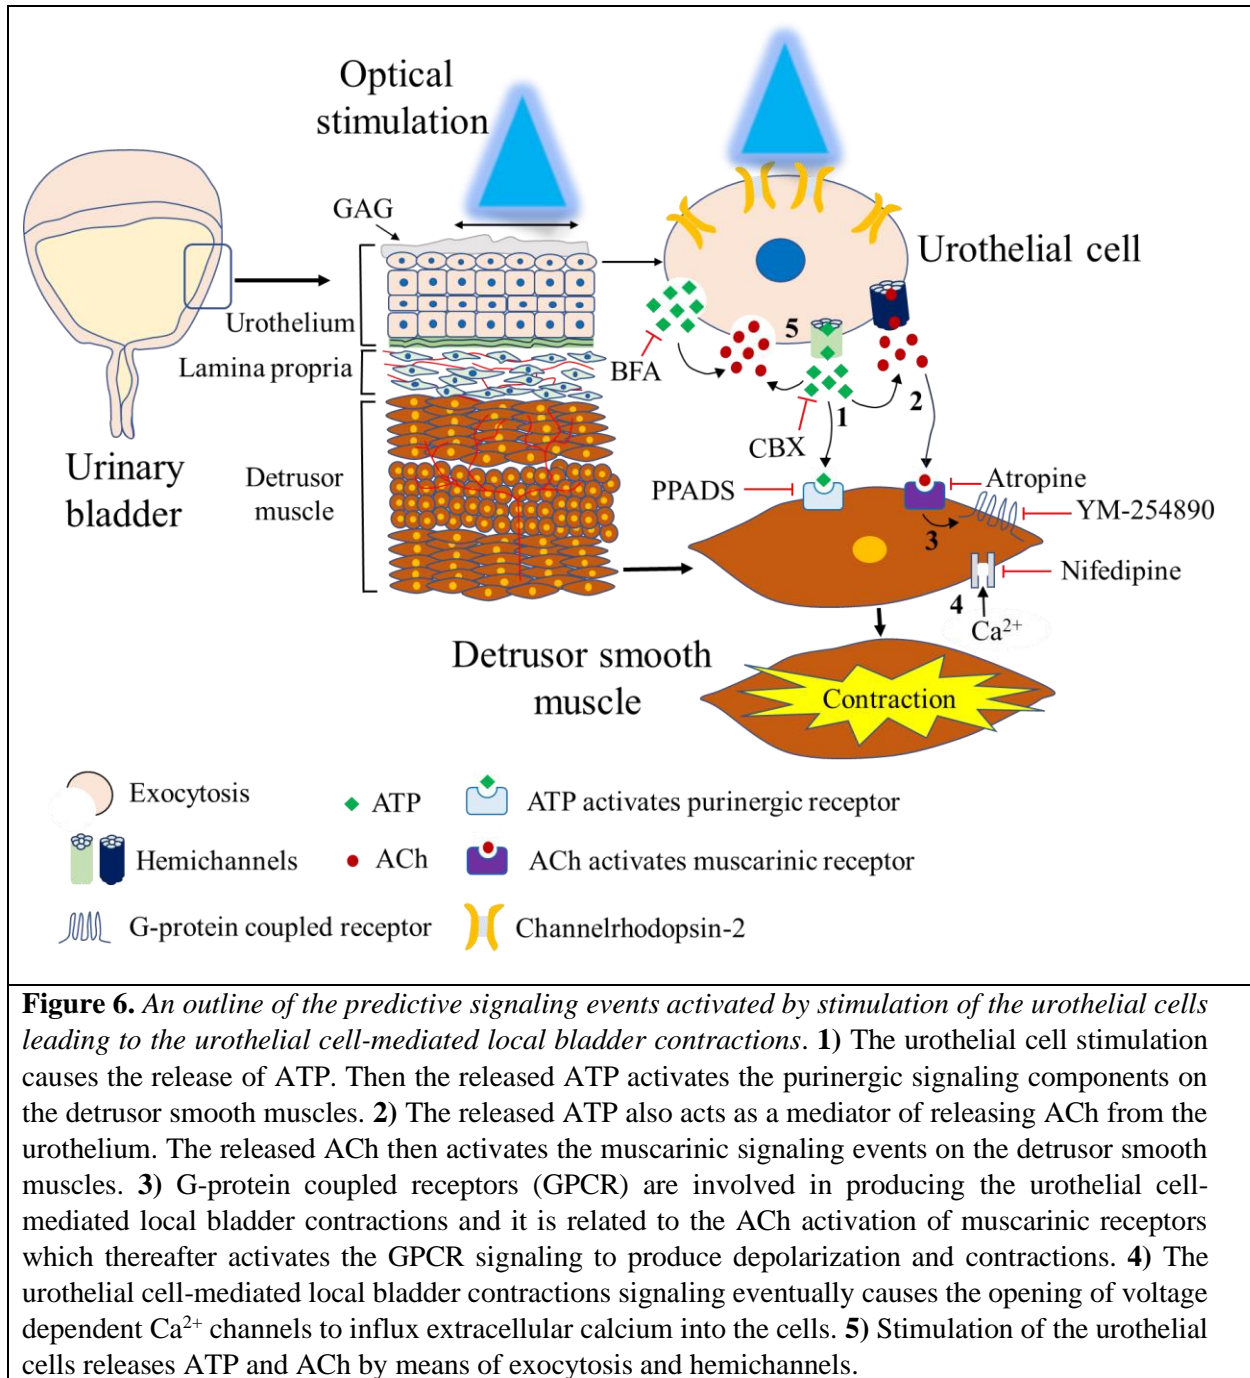 Optical
stimulation
GAG
Urothelial cell
Urothelium
Lamina propria
BFA
5
1
2
CBX
Urinary
bladder
Detrusor
muscle
PPADS
Atropine
YM-254890
3
Nifedipine
4
Ca²⁺
Detrusor smooth
muscle
Contraction
Exocytosis
ATP
ATP activates purinergic receptor
Hemichannels
ACh
ACh activates muscarinic receptor
G-protein coupled receptor
Channelrhodopsin-2
Figure 6. An outline of the predictive signaling events activated by stimulation of the urothelial cells
leading to the urothelial cell-mediated local bladder contractions. 1) The urothelial cell stimulation
causes the release of ATP. Then the released ATP activates the purinergic signaling components on
the detrusor smooth muscles. 2) The released ATP also acts as a mediator of releasing ACh from the
urothelium. The released ACh then activates the muscarinic signaling events on the detrusor smooth
muscles. 3) G-protein coupled receptors (GPCR) are involved in producing the urothelial cell-
mediated local bladder contractions and it is related to the ACh activation of muscarinic receptors
which thereafter activates the GPCR signaling to produce depolarization and contractions. 4) The
urothelial cell-mediated local bladder contractions signaling eventually causes the opening of voltage
dependent Ca²⁺ channels to influx extracellular calcium into the cells. 5) Stimulation of the urothelial
cells releases ATP and ACh by means of exocytosis and hemichannels.